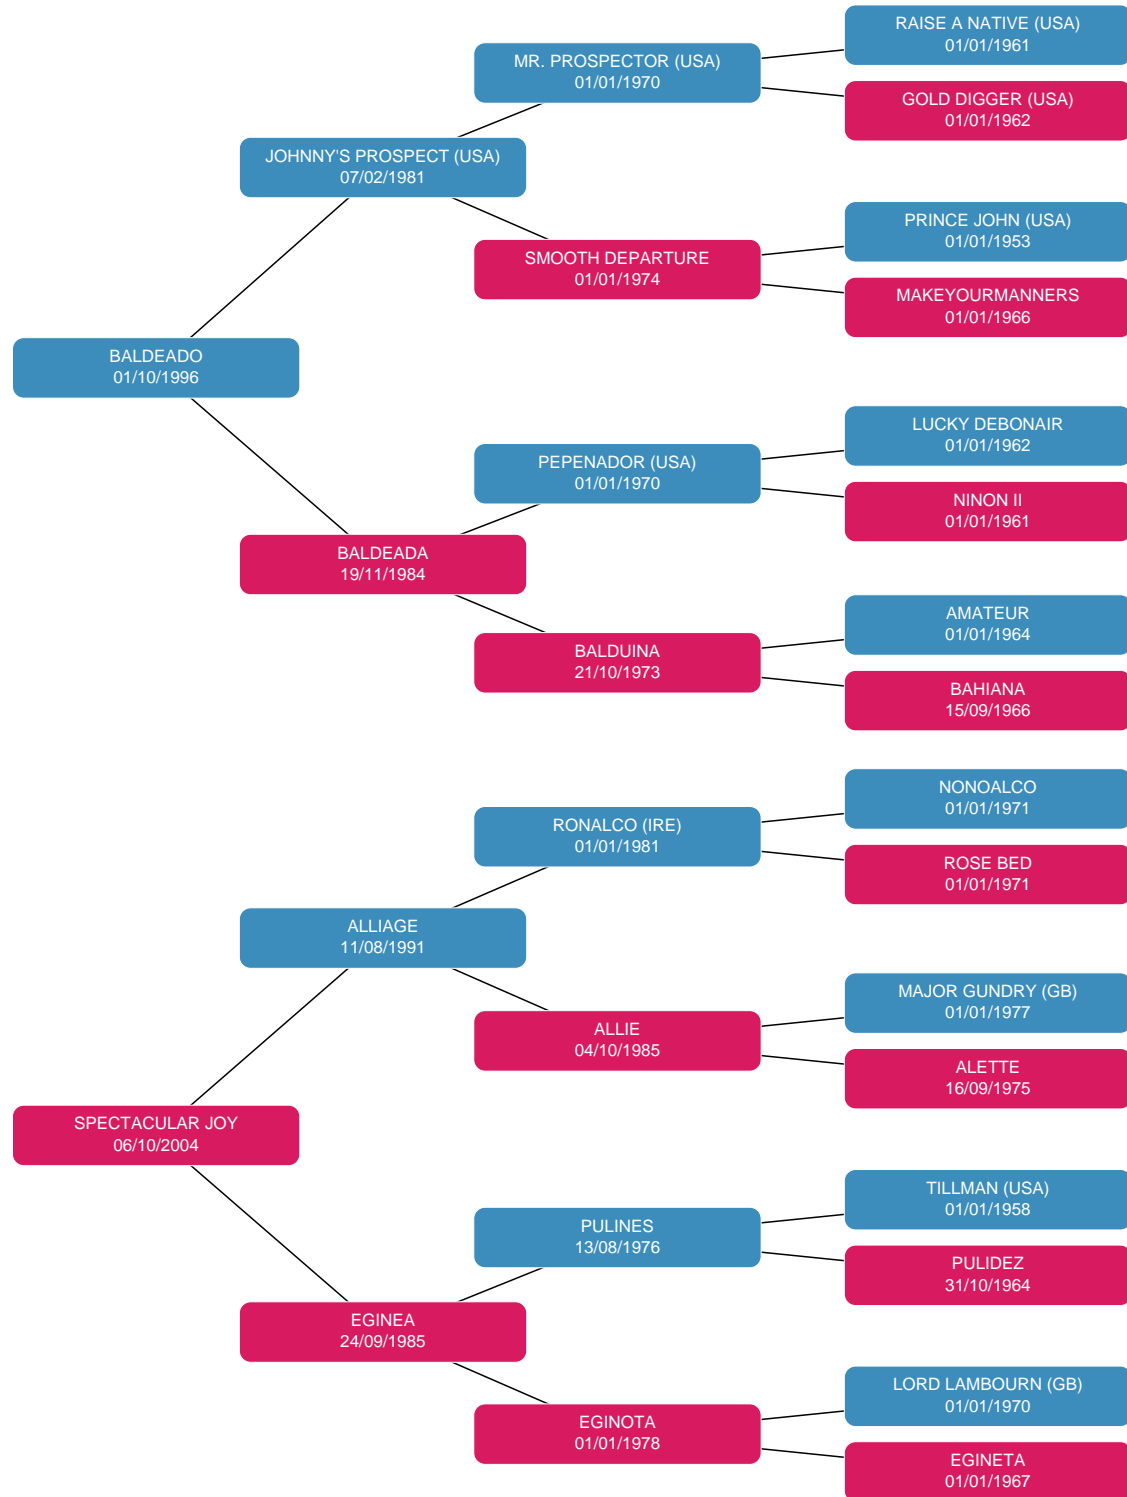 RAISE A NATIVE (USA)
01/01/1961
MR. PROSPECTOR (USA)
01/01/1970
GOLD DIGGER (USA)
01/01/1962
JOHNNY'S PROSPECT (USA)
07/02/1981
PRINCE JOHN (USA)
01/01/1953
SMOOTH DEPARTURE
01/01/1974
MAKEYOURMANNERS
01/01/1966
BALDEADO
01/10/1996
LUCKY DEBONAIR
01/01/1962
PEPENADOR (USA)
01/01/1970
NINON II
01/01/1961
BALDEADA
19/11/1984
AMATEUR
01/01/1964
BALDUINA
21/10/1973
BAHIANA
15/09/1966
NONOALCO
01/01/1971
RONALCO (IRE)
01/01/1981
ROSE BED
01/01/1971
ALLIAGE
11/08/1991
MAJOR GUNDRY (GB)
01/01/1977
ALLIE
04/10/1985
ALETTE
16/09/1975
SPECTACULAR JOY
06/10/2004
TILLMAN (USA)
01/01/1958
PULINES
13/08/1976
PULIDEZ
31/10/1964
EGINEA
24/09/1985
LORD LAMBOURN (GB)
01/01/1970
EGINOTA
01/01/1978
EGINETA
01/01/1967